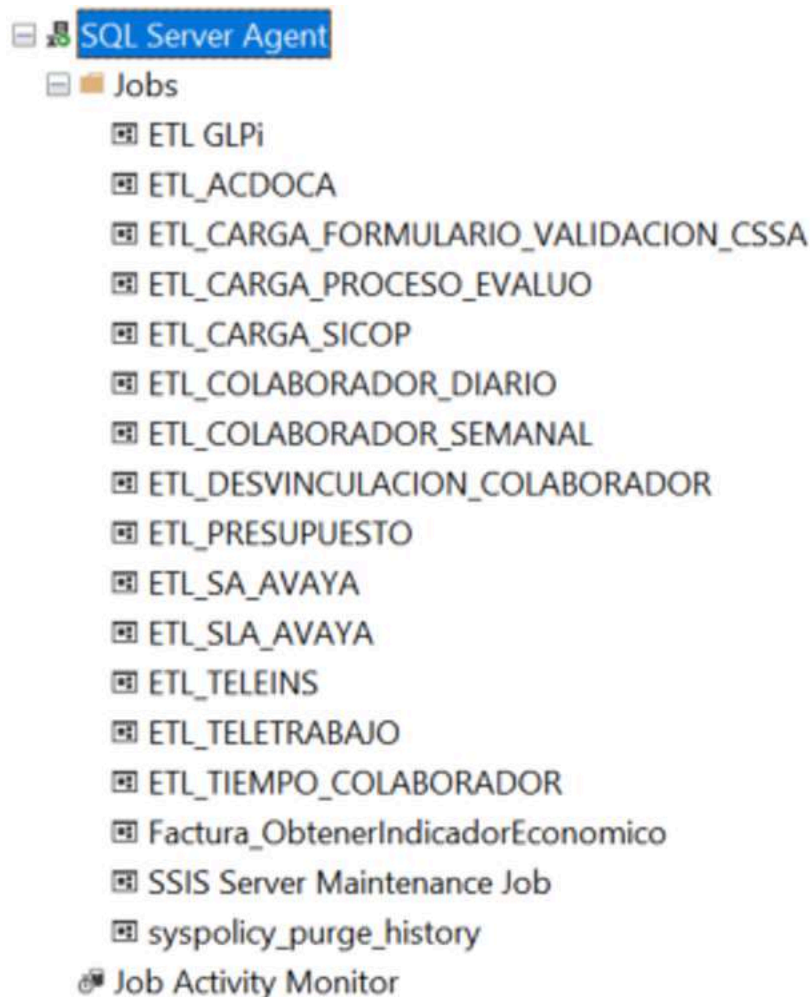 SQL Server Agent
Jobs
ETL GLPi
ETL_ACDOCA
ETL_CARGA_FORMULARIO_VALIDACION_CSSA
ETL_CARGA_PROCESO_EVALUO
ETL_CARGA_SICOP
ETL_COLABORADOR_DIARIO
ETL_COLABORADOR_SEMANAL
ETL_DESVINCULACION_COLABORADOR
ETL_PRESUPUESTO
ETL_SA_AVAYA
ETL_SLA_AVAYA
ETL_TELEINS
ETL_TELETRABAJO
ETL_TIEMPO_COLABORADOR
Factura_ObtenerIndicadorEconomico
SSIS Server Maintenance Job
syspolicy_purge_history
Job Activity Monitor